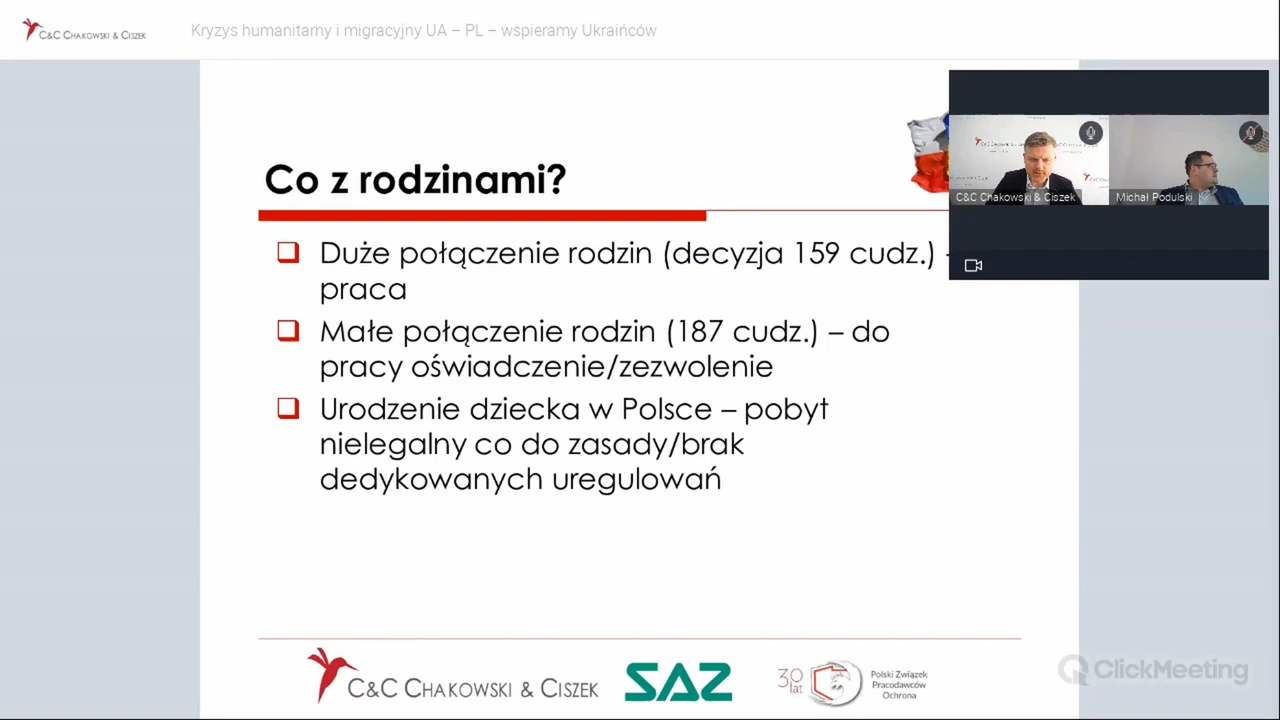 C&C CHAKOWSKI & CISZEK
Kryzys humanitarny i migracyjny UA – PL – wspieramy Ukraińców
Co z rodzinami?
C&C Chakowski & Ciszek
Michał Podulski
Duże połączenie rodzin (decyzja 159 cudz.) -
praca
Małe połączenie rodzin (187 cudz.) – do
pracy oświadczenie/zezwolenie
Urodzenie dziecka w Polsce – pobyt
nielegalny co do zasady/brak
dedykowanych uregulowań
C&C CHAKOWSKI & CISZEK
SAZ
30 lat
Polski Związek
Pracodawców
Ochrona
ClickMeeting